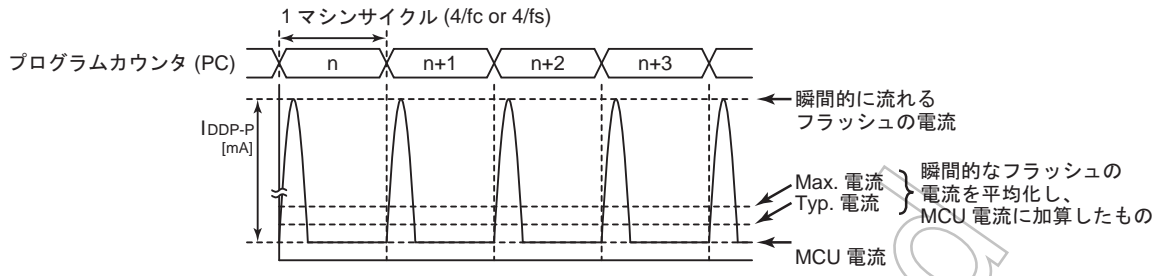 1 マシンサイクル (4/fc or 4/fs)
プログラムカウンタ (PC)
n
n+1
n+2
n+3
IDDP-P
[mA]
瞬間的に流れる
フラッシュの電流
Max. 電流
Typ. 電流
瞬間的なフラッシュの
電流を平均化し、
MCU 電流に加算したもの
MCU 電流